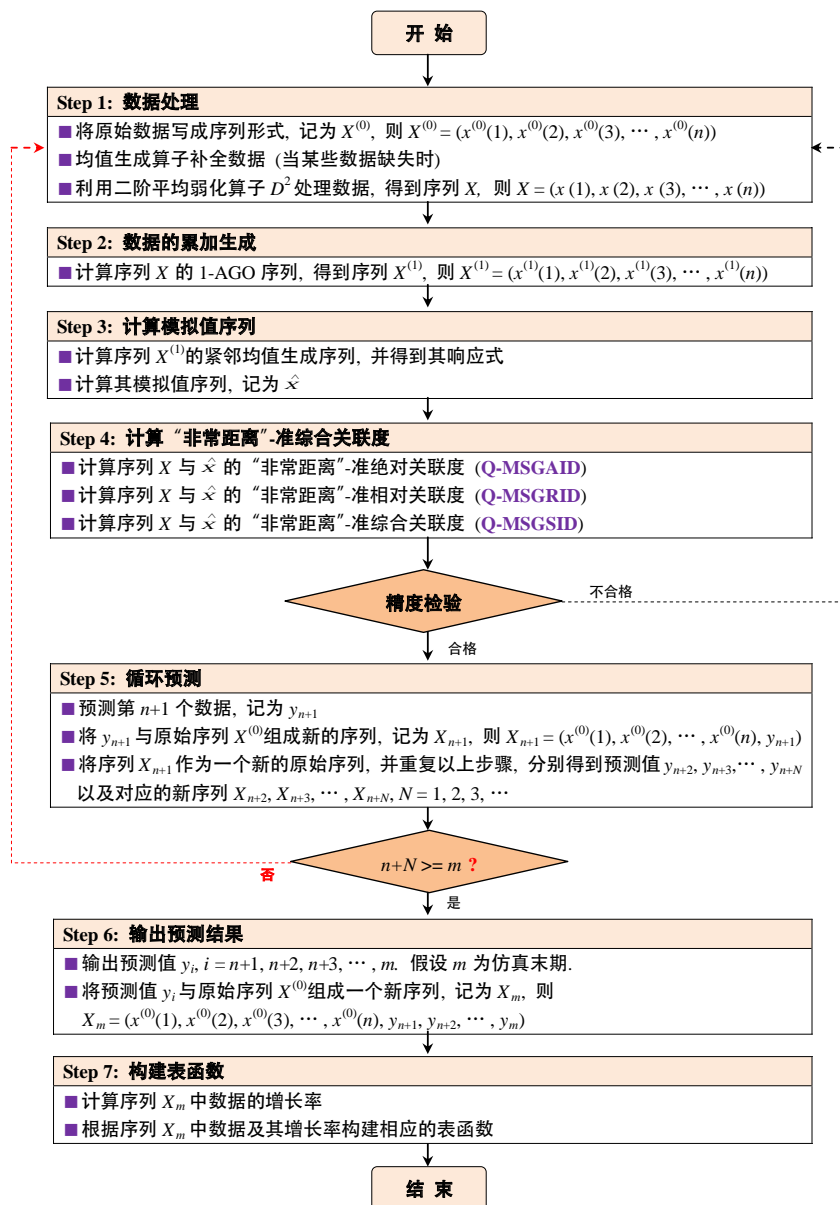 开 始
Step 1: 数据处理
■将原始数据写成序列形式, 记为 X⁽⁰⁾, 则 X⁽⁰⁾ = (x⁽⁰⁾(1), x⁽⁰⁾(2), x⁽⁰⁾(3), ⋯ , x⁽⁰⁾(n))
■均值生成算子补全数据 (当某些数据缺失时)
■利用二阶平均弱化算子 D² 处理数据, 得到序列 X, 则 X = (x (1), x (2), x (3), ⋯ , x (n))
Step 2: 数据的累加生成
■计算序列 X 的 1-AGO 序列, 得到序列 X⁽¹⁾, 则 X⁽¹⁾ = (x⁽¹⁾(1), x⁽¹⁾(2), x⁽¹⁾(3), ⋯ , x⁽¹⁾(n))
Step 3: 计算模拟值序列
■计算序列 X⁽¹⁾的紧邻均值生成序列, 并得到其响应式
■计算其模拟值序列, 记为 x̂
Step 4: 计算“非常距离”-准综合关联度
■计算序列 X 与 x̂ 的“非常距离”-准绝对关联度 (Q-MSGAID)
■计算序列 X 与 x̂ 的“非常距离”-准相对关联度 (Q-MSGRID)
■计算序列 X 与 x̂ 的“非常距离”-准综合关联度 (Q-MSGSID)
精度检验
不合格
合格
Step 5: 循环预测
■预测第 n+1 个数据, 记为 yₙ₊₁
■将 yₙ₊₁ 与原始序列 X⁽⁰⁾组成新的序列, 记为 Xₙ₊₁, 则 Xₙ₊₁ = (x⁽⁰⁾(1), x⁽⁰⁾(2), ⋯ , x⁽⁰⁾(n), yₙ₊₁)
■将序列 Xₙ₊₁ 作为一个新的原始序列, 并重复以上步骤, 分别得到预测值 yₙ₊₂, yₙ₊₃,⋯ , yₙ₊N
以及对应的新序列 Xₙ₊₂, Xₙ₊₃, ⋯ , Xₙ₊N, N = 1, 2, 3, ⋯
n+N >= m ?
否
是
Step 6: 输出预测结果
■输出预测值 yᵢ, i = n+1, n+2, n+3, ⋯ , m. 假设 m 为仿真末期.
■将预测值 yᵢ 与原始序列 X⁽⁰⁾组成一个新序列, 记为 Xₘ, 则
Xₘ = (x⁽⁰⁾(1), x⁽⁰⁾(2), x⁽⁰⁾(3), ⋯ , x⁽⁰⁾(n), yₙ₊₁, yₙ₊₂, ⋯ , yₘ)
Step 7: 构建表函数
■计算序列 Xₘ 中数据的增长率
■根据序列 Xₘ 中数据及其增长率构建相应的表函数
结 束